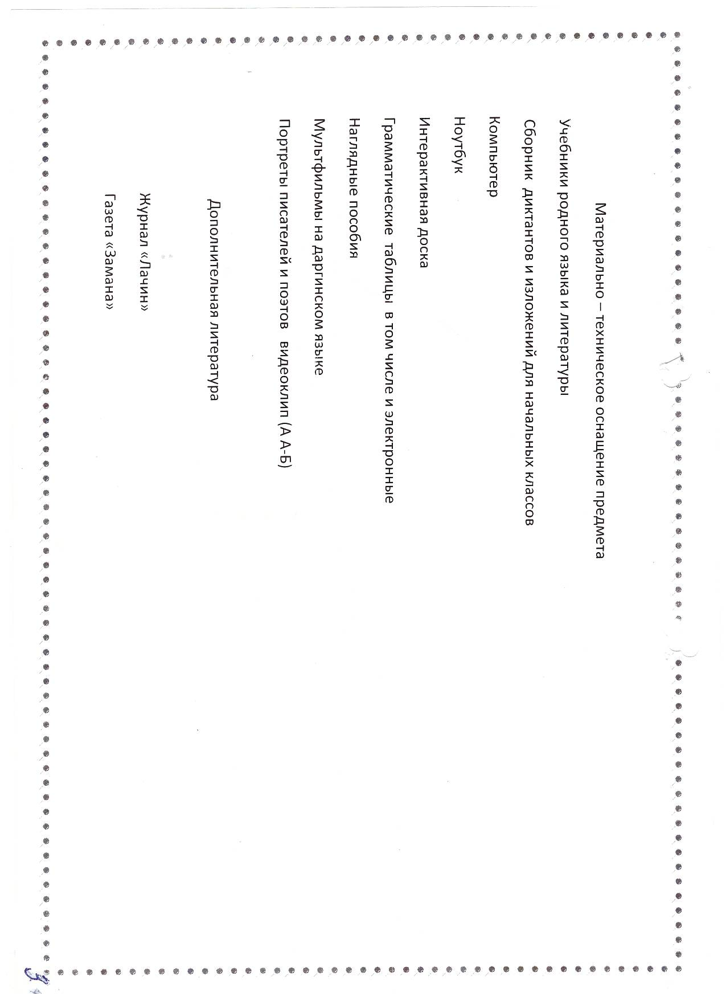 Материально – техническое оснащение предмета
Учебники родного языка и литературы
Сборник диктантов и изложений для начальных классов
Компьютер
Ноутбук
Интерактивная доска
Грамматические таблицы в том числе и электронные
Наглядные пособия
Мультфильмы на даргинском языке
Портреты писателей и поэтов видеоклип (А А-Б)
Дополнительная литература
Журнал «Лачин»
Газета «Замана»